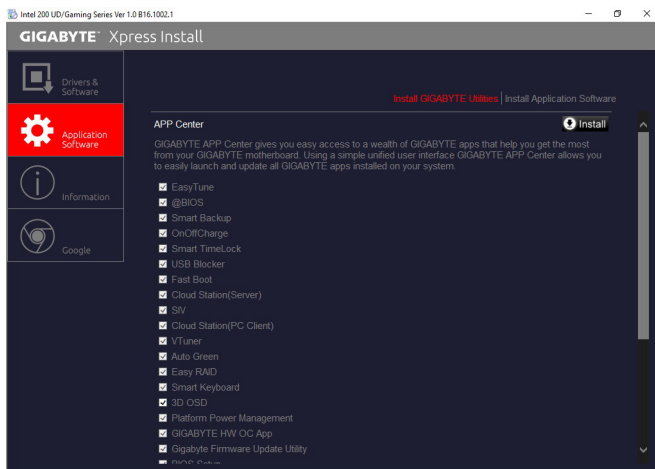 Intel 200 UD/Gaming Series Ver 1.0 B16.1002.1
GIGABYTE™ Xpress Install
Drivers &
Software
Application
Software
Information
Google
Install GIGABYTE Utilities | Install Application Software
APP Center
Install
GIGABYTE APP Center gives you easy access to a wealth of GIGABYTE apps that help you get the most
from your GIGABYTE motherboard. Using a simple unified user interface GIGABYTE APP Center allows you
to easily launch and update all GIGABYTE apps installed on your system.
EasyTune
@BIOS
Smart Backup
OnOffCharge
Smart TimeLock
USB Blocker
Fast Boot
Cloud Station(Server)
SIV
Cloud Station(PC Client)
VTuner
Auto Green
Easy RAID
Smart Keyboard
3D OSD
Platform Power Management
GIGABYTE HW OC App
Gigabyte Firmware Update Utility
BIOS Setup